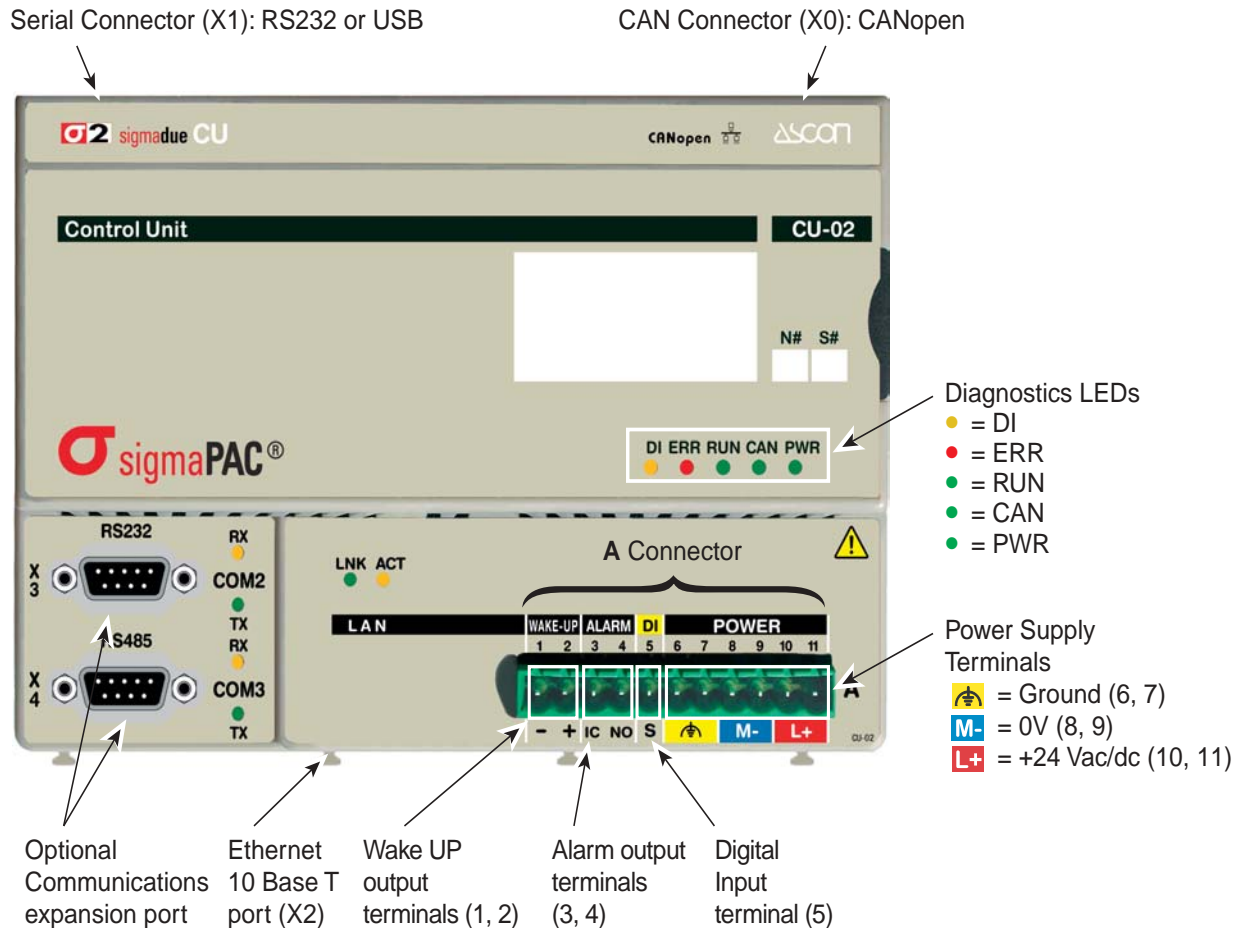 Serial Connector (X1): RS232 or USB
CAN Connector (X0): CANopen
σ2 sigmadue CU
CANopen
ascon
Control Unit
CU-02
N# S#
Diagnostics LEDs
= DI
= ERR
= RUN
= CAN
= PWR
σ sigmaPAC®
DI ERR RUN CAN PWR
RS232
RX
X3
COM2
TX
RS485
RX
X4
COM3
TX
LNK ACT
A Connector
LAN
WAKE-UP ALARM DI POWER
1 2 3 4 5 6 7 8 9 10 11
A
- + IC NO S M- L+
CU-02
Power Supply
Terminals
= Ground (6, 7)
M- = 0V (8, 9)
L+ = +24 Vac/dc (10, 11)
Optional
Communications
expansion port
Ethernet
10 Base T
port (X2)
Wake UP
output
terminals (1, 2)
Alarm output
terminals
(3, 4)
Digital
Input
terminal (5)